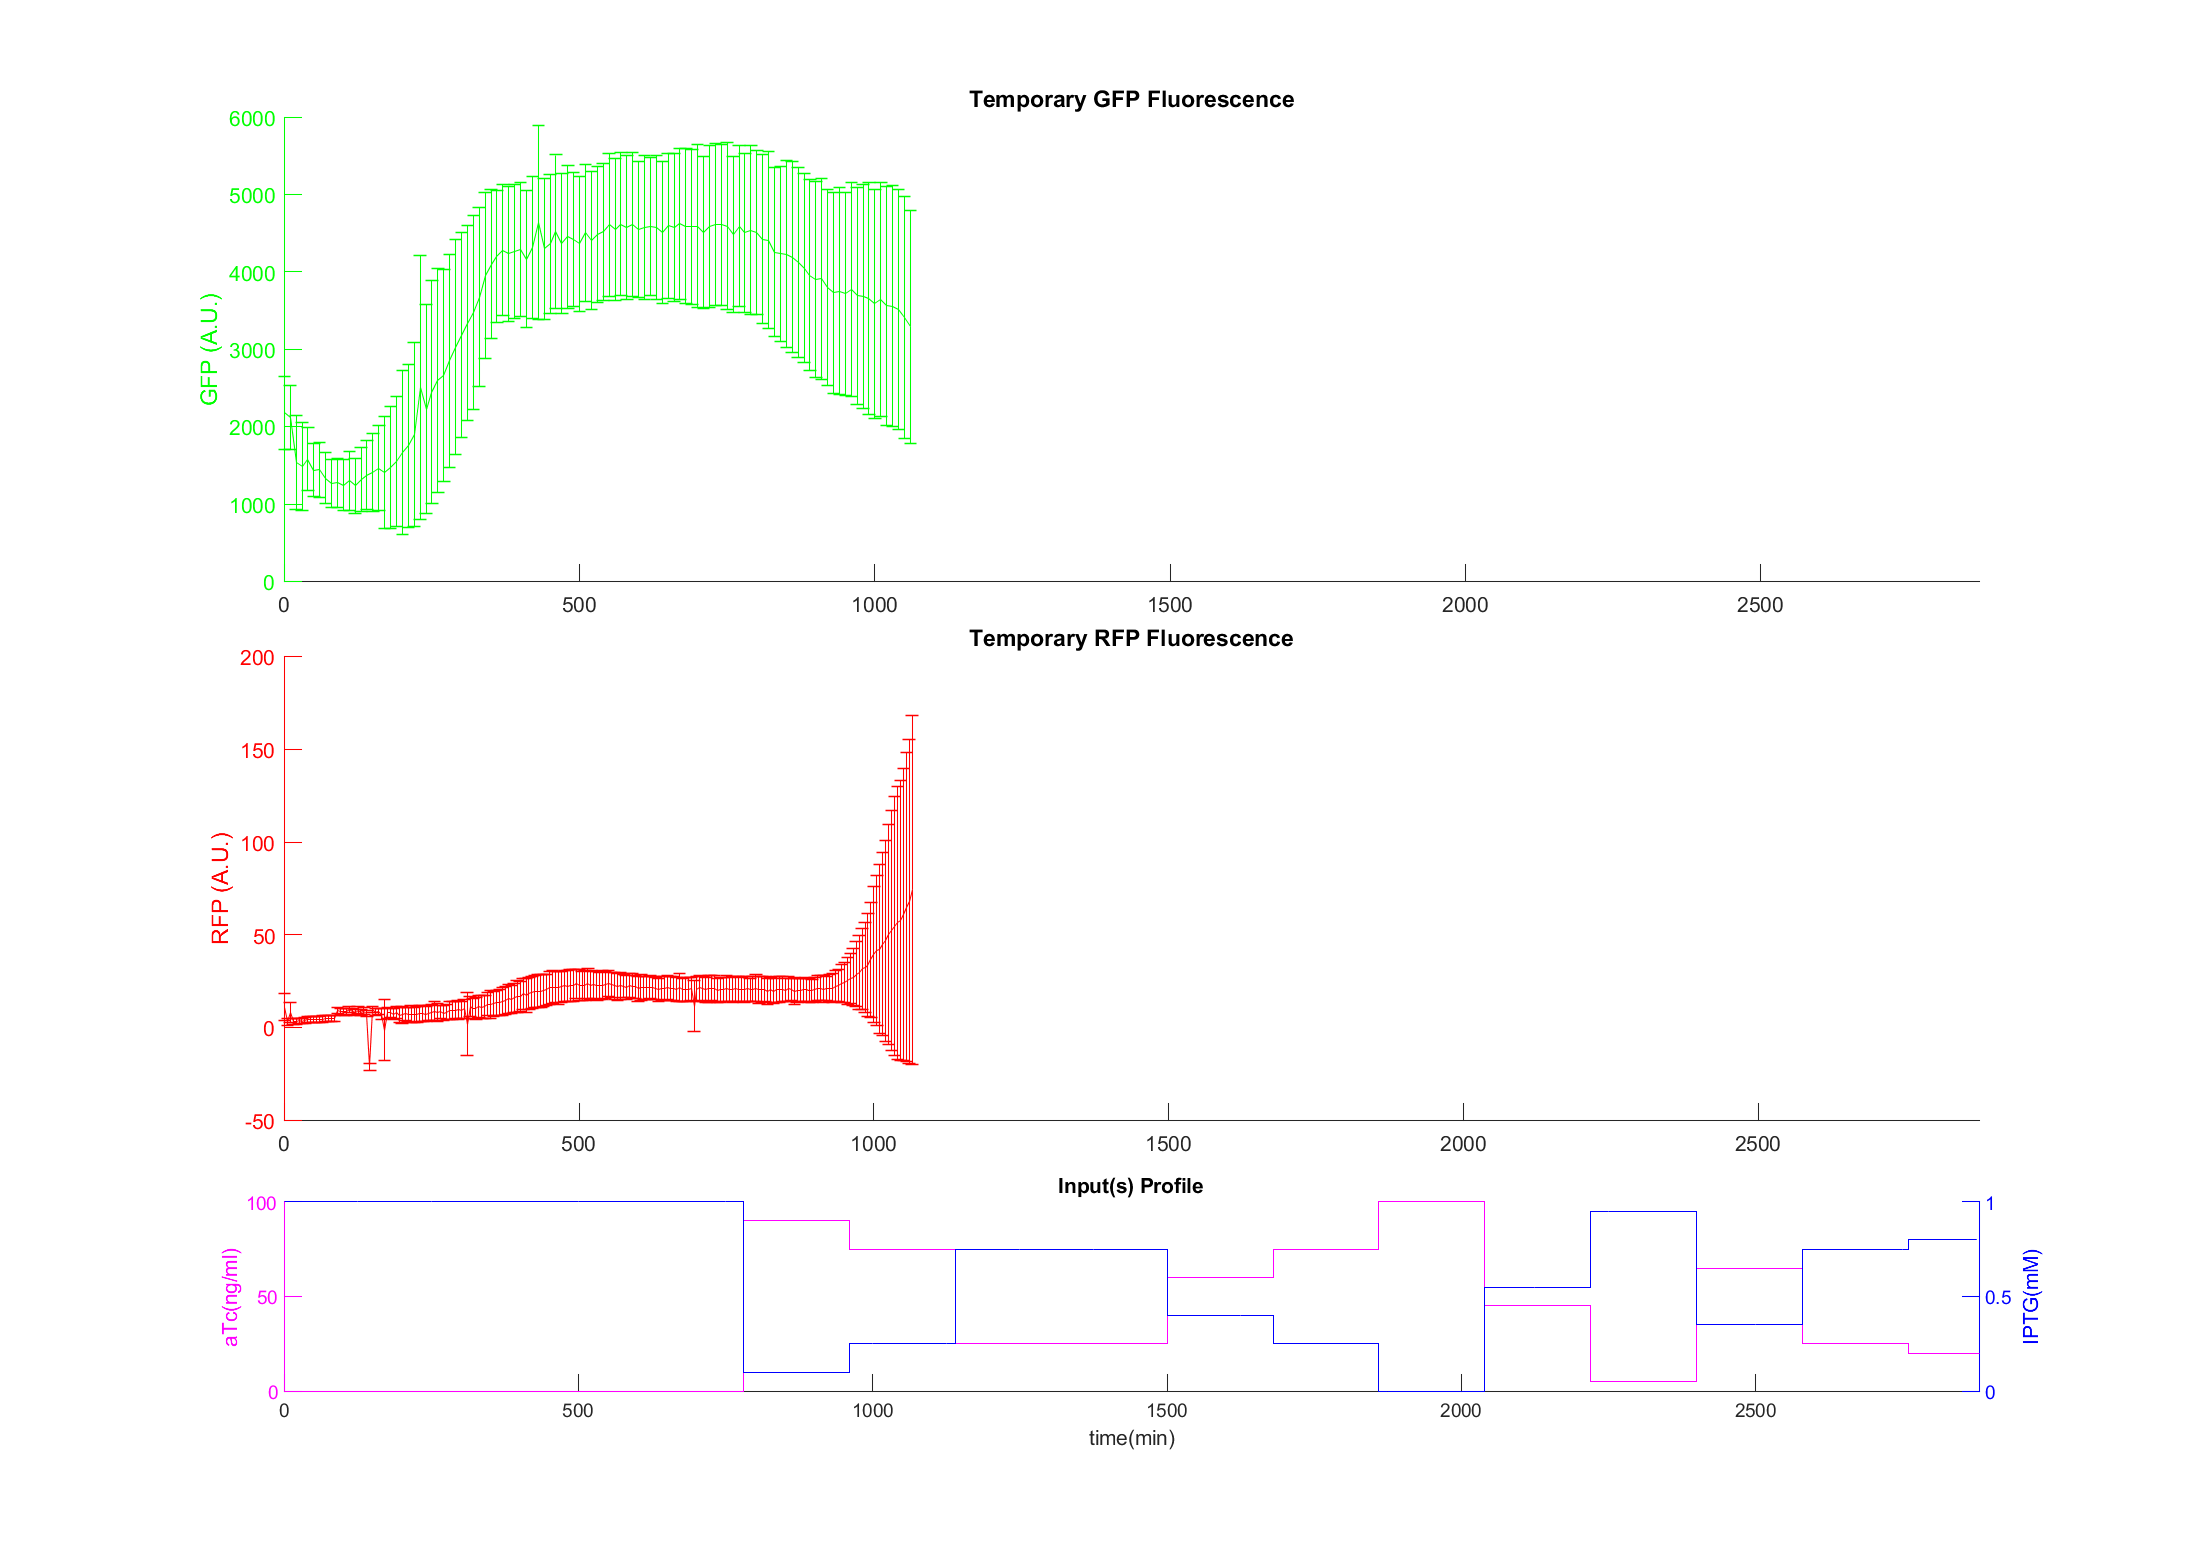 Temporary GFP Fluorescence
6000
5000
4000
3000
2000
1000
0
GFP (A.U.)
0 500 1000 1500 2000 2500
Temporary RFP Fluorescence
200
150
100
50
0
-50
RFP (A.U.)
0 500 1000 1500 2000 2500
Input(s) Profile
100
50
0
aTc(ng/ml)
1
0.5
0
IPTG(mM)
0 500 1000 1500 2000 2500
time(min)